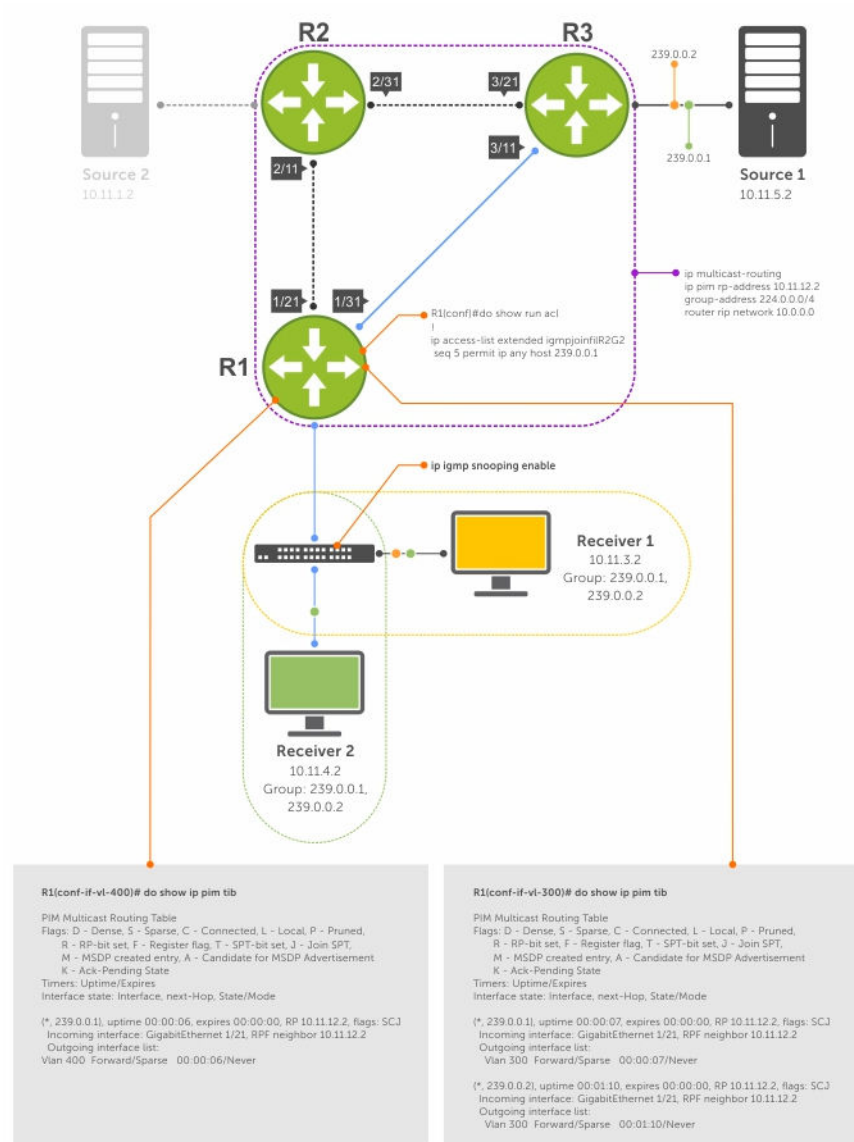 R2
R3
239.0.0.2
2/31
3/21
3/11
239.0.0.1
Source 2
10.11.1.2
2/11
Source 1
10.11.5.2
ip multicast-routing
ip pim rp-address 10.11.12.2
group-address 224.0.0.0/4
router rip network 10.0.0.0
1/21
1/31
R1(conf)#do show run acl
!
ip access-list extended igmpjoinfilR2G2
seq 5 permit ip any host 239.0.0.1
R1
ip igmp snooping enable
Receiver 1
10.11.3.2
Group: 239.0.0.1,
239.0.0.2
Receiver 2
10.11.4.2
Group: 239.0.0.1,
239.0.0.2
R1(conf-if-vl-400)# do show ip pim tib
PIM Multicast Routing Table
Flags: D - Dense, S - Sparse, C - Connected, L - Local, P - Pruned,
R - RP-bit set, F - Register flag, T - SPT-bit set, J - Join SPT,
M - MSDP created entry, A - Candidate for MSDP Advertisement
K - Ack-Pending State
Timers: Uptime/Expires
Interface state: Interface, next-Hop, State/Mode
(*, 239.0.0.1), uptime 00:00:06, expires 00:00:00, RP 10.11.12.2, flags: SCJ
Incoming interface: GigabitEthernet 1/21, RPF neighbor 10.11.12.2
Outgoing interface list:
Vlan 400 Forward/Sparse 00:00:06/Never
R1(conf-if-vl-300)# do show ip pim tib
PIM Multicast Routing Table
Flags: D - Dense, S - Sparse, C - Connected, L - Local, P - Pruned,
R - RP-bit set, F - Register flag, T - SPT-bit set, J - Join SPT,
M - MSDP created entry, A - Candidate for MSDP Advertisement
K - Ack-Pending State
Timers: Uptime/Expires
Interface state: Interface, next-Hop, State/Mode
(*, 239.0.0.1), uptime 00:00:07, expires 00:00:00, RP 10.11.12.2, flags: SCJ
Incoming interface: GigabitEthernet 1/21, RPF neighbor 10.11.12.2
Outgoing interface list:
Vlan 300 Forward/Sparse 00:00:07/Never
(*, 239.0.0.2), uptime 00:01:10, expires 00:00:00, RP 10.11.12.2, flags: SCJ
Incoming interface: GigabitEthernet 1/21, RPF neighbor 10.11.12.2
Outgoing interface list:
Vlan 300 Forward/Sparse 00:01:10/Never